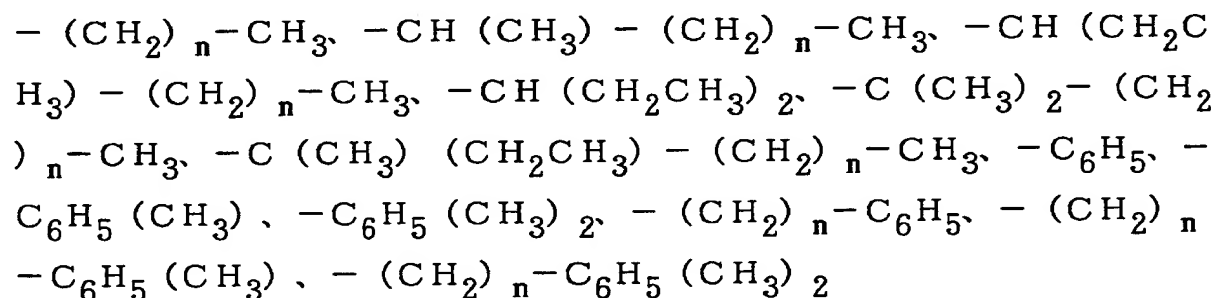 －（CH₂）ₙ－CH₃、－CH（CH₃）－（CH₂）ₙ－CH₃、－CH（CH₂C
H₃）－（CH₂）ₙ－CH₃、－CH（CH₂CH₃）₂、－C（CH₃）₂－（CH₂
）ₙ－CH₃、－C（CH₃）（CH₂CH₃）－（CH₂）ₙ－CH₃、－C₆H₅、－
C₆H₅（CH₃）、－C₆H₅（CH₃）₂、－（CH₂）ₙ－C₆H₅、－（CH₂）ₙ
－C₆H₅（CH₃）、－（CH₂）ₙ－C₆H₅（CH₃）₂